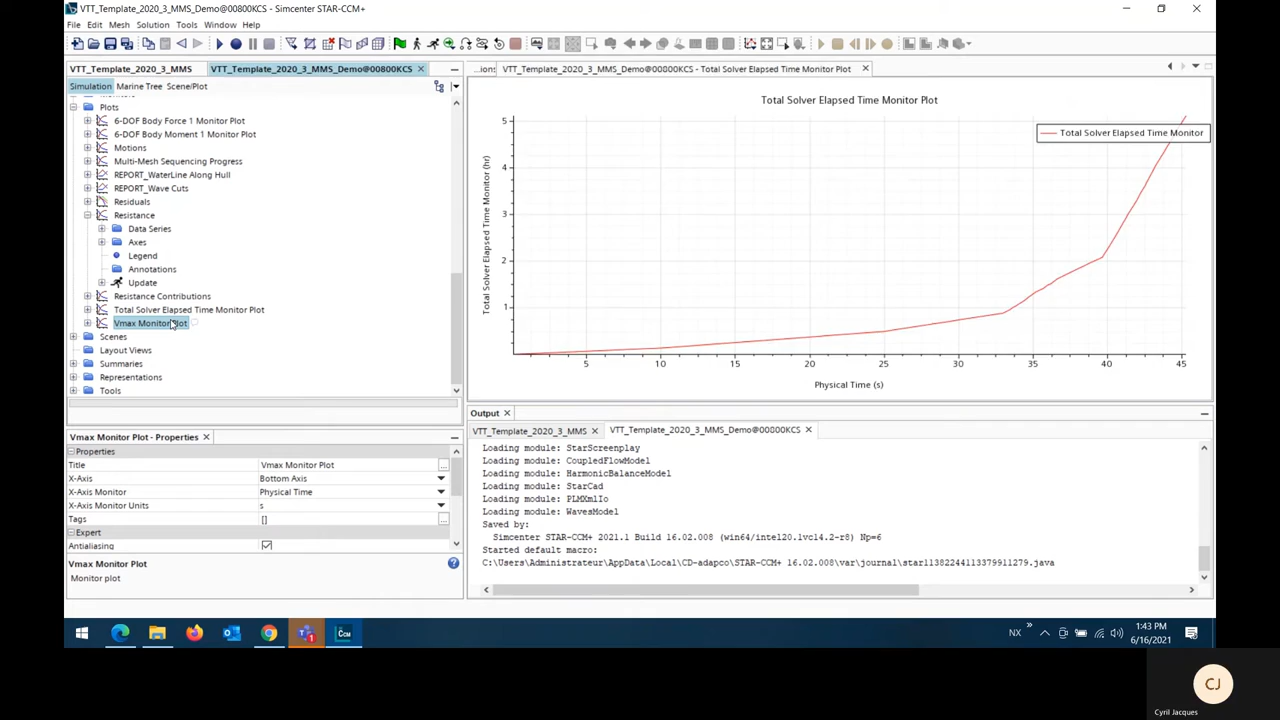 VTT_Template_2020_3_MMS_Demo@00800KCS - Simcenter STAR-CCM+
File Edit Mesh Solution Tools Window Help
VTT_Template_2020_3_MMS VTT_Template_2020_3_MMS_Demo@00800KCS
Simulation Marine Tree Scene/Plot
Plots
6-DOF Body Force 1 Monitor Plot
6-DOF Body Moment 1 Monitor Plot
Motions
Multi-Mesh Sequencing Progress
REPORT_WaterLine Along Hull
REPORT_Wave Cuts
Residuals
Resistance
Data Series
Axes
Legend
Annotations
Update
Resistance Contributions
Total Solver Elapsed Time Monitor Plot
Vmax Monitor Plot
Scenes
Layout Views
Summaries
Representations
Tools
Vmax Monitor Plot - Properties
Properties
Title Vmax Monitor Plot
X-Axis Bottom Axis
X-Axis Monitor Physical Time
X-Axis Monitor Units s
Tags []
Expert
Antialiasing
Vmax Monitor Plot
Monitor plot
...ions VTT_Template_2020_3_MMS_Demo@00800KCS - Total Solver Elapsed Time Monitor Plot
Total Solver Elapsed Time Monitor Plot
Total Solver Elapsed Time Monitor
Total Solver Elapsed Time Monitor (hr)
5
4
3
2
1
5 10 15 20 25 30 35 40 45
Physical Time (s)
Output
VTT_Template_2020_3_MMS VTT_Template_2020_3_MMS_Demo@00800KCS
Loading module: StarScreenplay
Loading module: CoupledFlowModel
Loading module: HarmonicBalanceModel
Loading module: StarCad
Loading module: PLMXmlIo
Loading module: WavesModel
Saved by:
Simcenter STAR-CCM+ 2021.1 Build 16.02.008 (win64/intel20.1vc14.2-r8) Np=6
Started default macro:
C:\Users\Administrateur\AppData\Local\CD-adapco\STAR-CCM+ 16.02.008\var\journal\star11382244113379911279.java
NX
1:43 PM
6/16/2021
CJ
Cyril Jacques